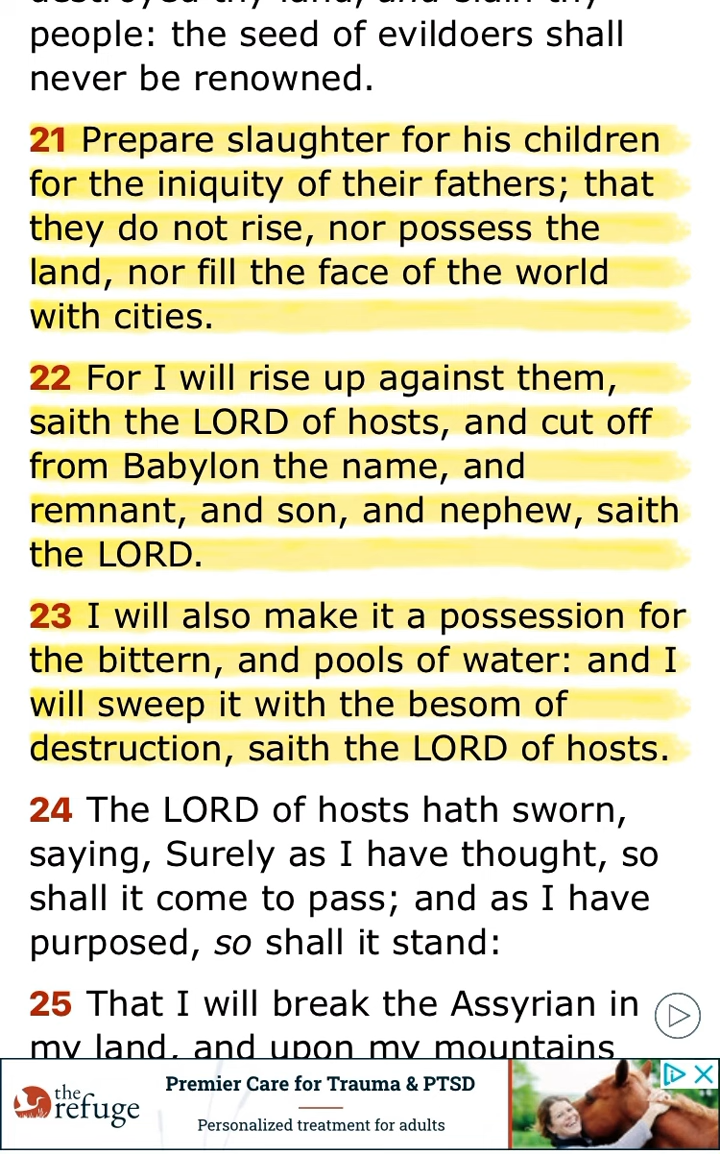 destroyed thy land, and slain thy
people: the seed of evildoers shall
never be renowned.
21 Prepare slaughter for his children
for the iniquity of their fathers; that
they do not rise, nor possess the
land, nor fill the face of the world
with cities.
22 For I will rise up against them,
saith the LORD of hosts, and cut off
from Babylon the name, and
remnant, and son, and nephew, saith
the LORD.
23 I will also make it a possession for
the bittern, and pools of water: and I
will sweep it with the besom of
destruction, saith the LORD of hosts.
24 The LORD of hosts hath sworn,
saying, Surely as I have thought, so
shall it come to pass; and as I have
purposed, so shall it stand:
25 That I will break the Assyrian in
my land, and upon my mountains
the
refuge
Premier Care for Trauma & PTSD
Personalized treatment for adults